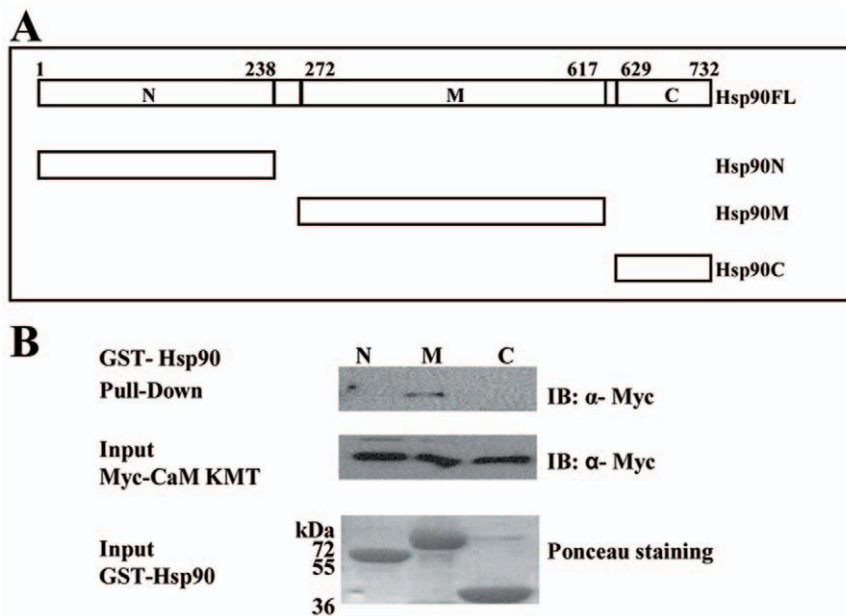 A
1 238 272 617 629 732
N M C Hsp90FL
Hsp90N
Hsp90M
Hsp90C
B
GST- Hsp90 N M C
Pull-Down IB: α- Myc
Input
Myc-CaM KMT IB: α- Myc
kDa
72
55
36
Input
GST-Hsp90
Ponceau staining